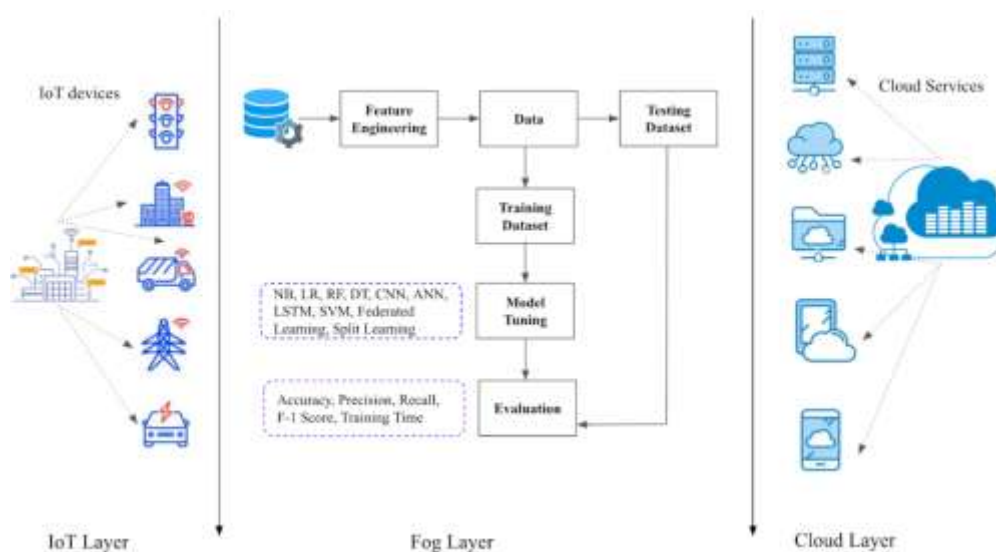 IoT devices
Feature
Engineering
Data
Testing
Dataset
Training
Dataset
NB, LR, RF, DT, CNN, ANN,
LSTM, SVM, Federated
Learning, Split Learning
Model
Tuning
Accuracy, Precision, Recall,
F-1 Score, Training Time
Evaluation
Cloud Services
IoT Layer
Fog Layer
Cloud Layer